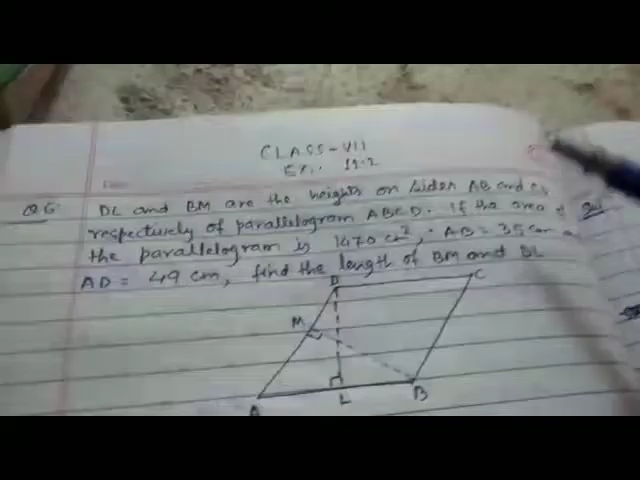 CLASS-VII
Ex:. 11.2
Q6. DL and BM are the heights on sides AB and
respectively of parallelogram ABCD. If the area
the parallelogram is 1470 cm², AB = 35 cm
AD = 49 cm, find the length of BM and DL
D
C
M
A
L
B